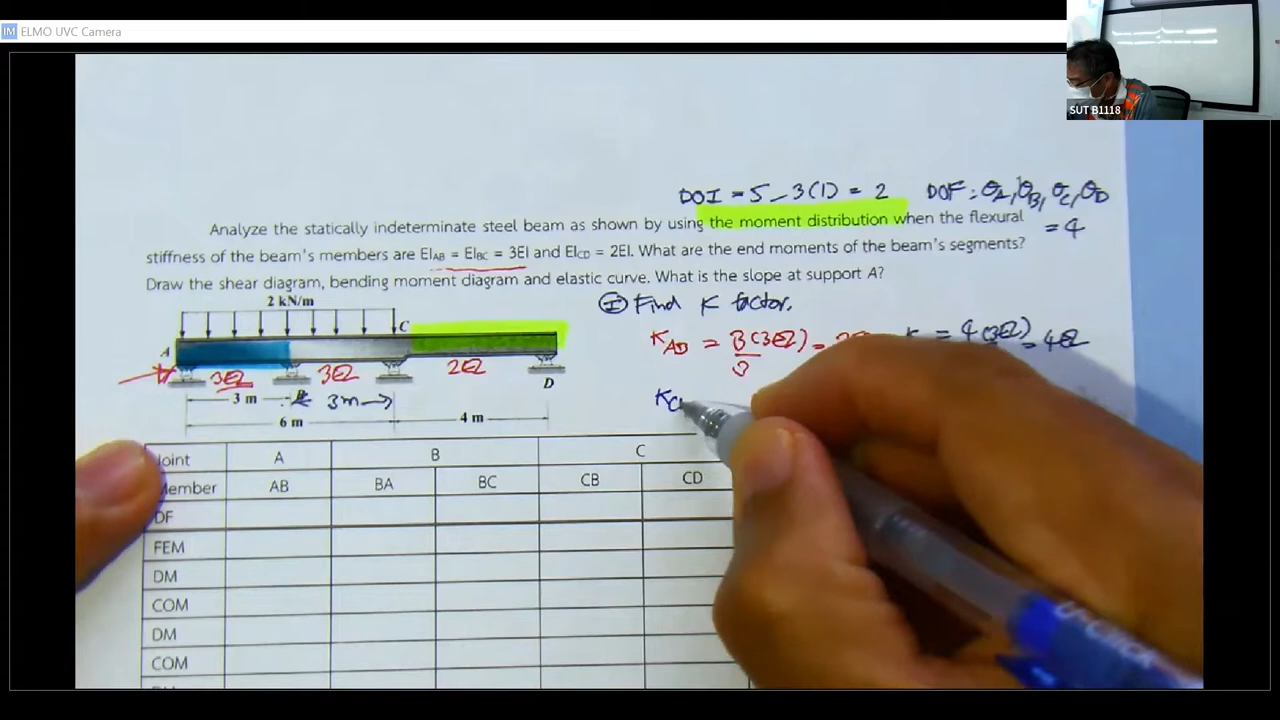 IM ELMO UVC Camera
SUT B1118
DOI = 5 - 3(1) = 2 DOF: θA, θB, θC, θD
= 4
Analyze the statically indeterminate steel beam as shown by using the moment distribution when the flexural
stiffness of the beam's members are EIAB = EIBC = 3EI and EICD = 2EI. What are the end moments of the beam's segments?
Draw the shear diagram, bending moment diagram and elastic curve. What is the slope at support A?
2 kN/m
I Find K factor.
C
KAB = 3(3EI) = = 4(3EI) = 4EI
3
A
3EI 3EI 2EI
D
3 m B 3m
6 m 4 m
KC
Joint A B C
Member AB BA BC CB CD
DF
FEM
DM
COM
DM
COM